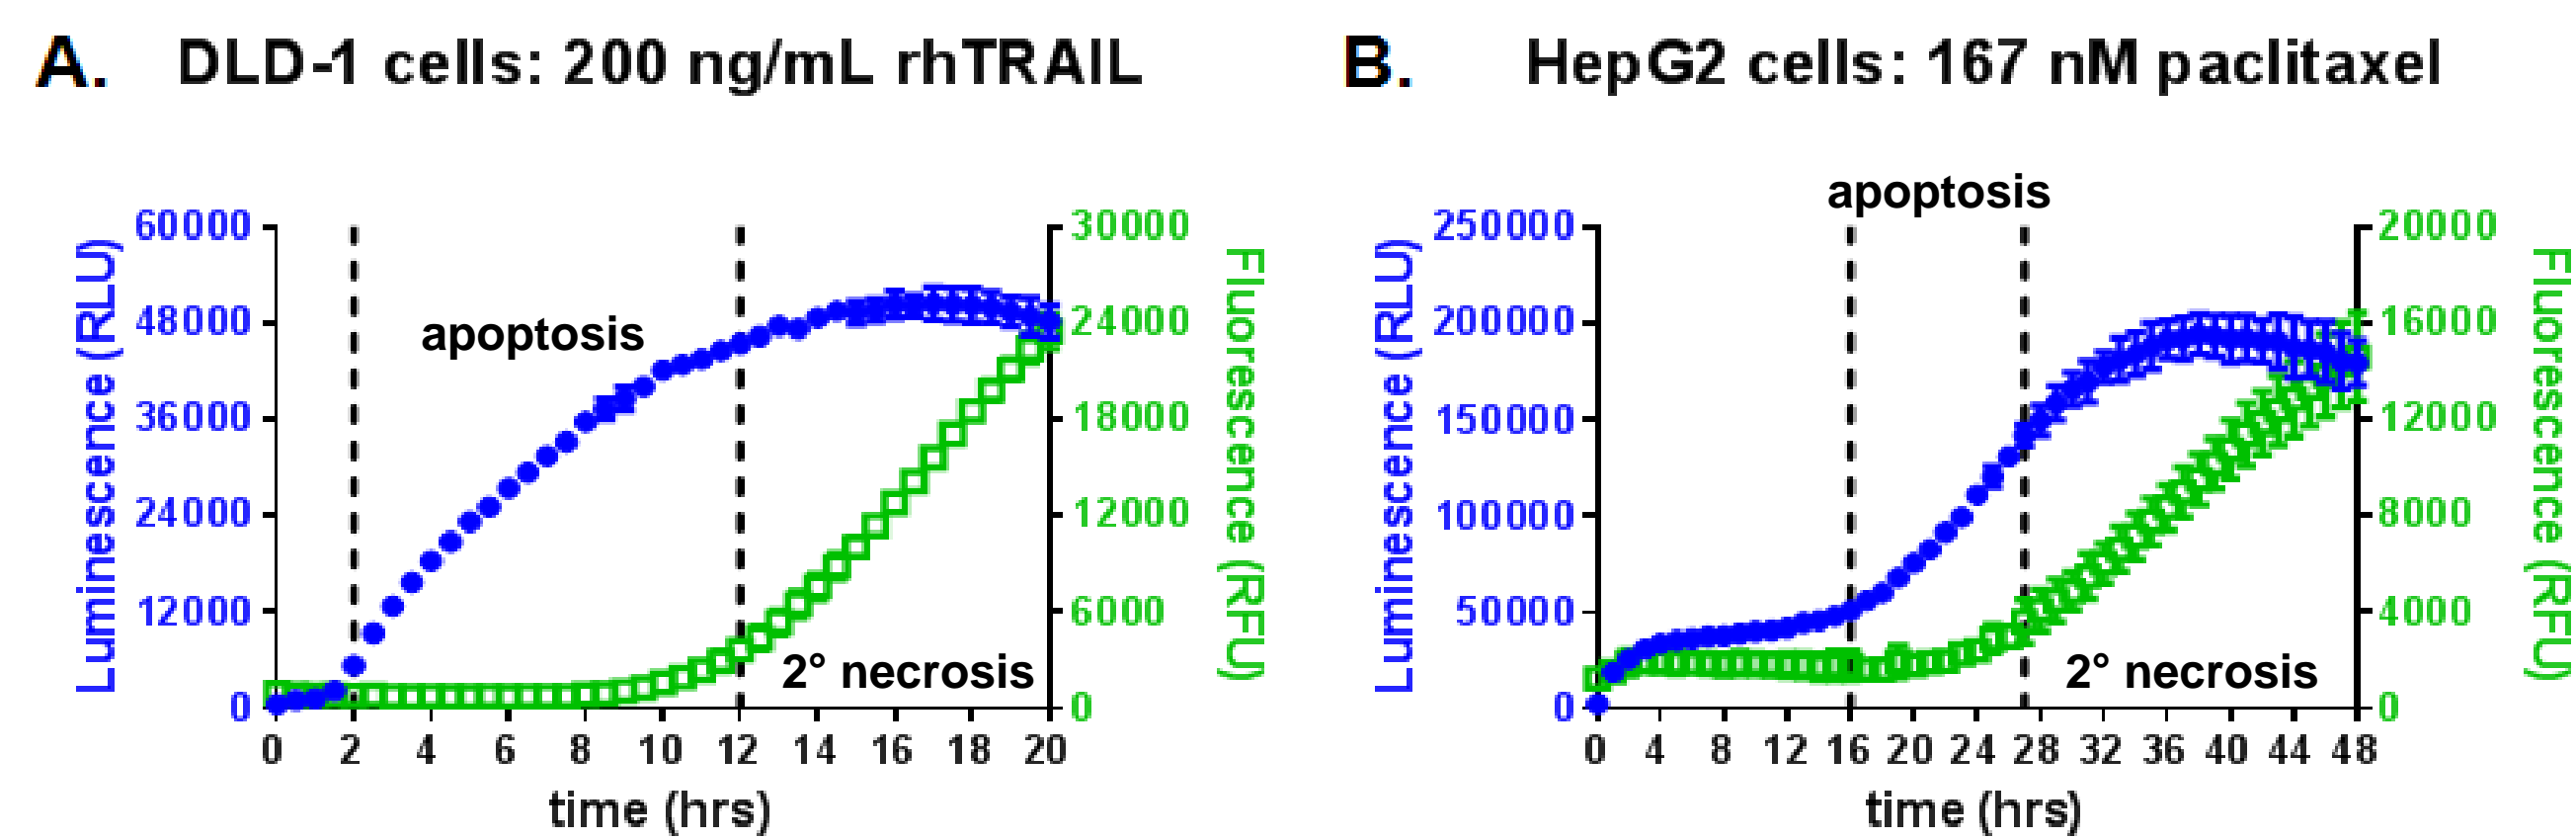 A. DLD-1 cells: 200 ng/mL rhTRAIL
Luminescence (RLU)
60000
48000
36000
24000
12000
0
apoptosis
2° necrosis
30000
24000
18000
12000
6000
0
Fluorescence (RFU)
0 2 4 6 8 10 12 14 16 18 20
time (hrs)
B. HepG2 cells: 167 nM paclitaxel
apoptosis
Luminescence (RLU)
250000
200000
150000
100000
50000
0
2° necrosis
20000
16000
12000
8000
4000
0
Fluorescence (RFU)
0 4 8 12 16 20 24 28 32 36 40 44 48
time (hrs)